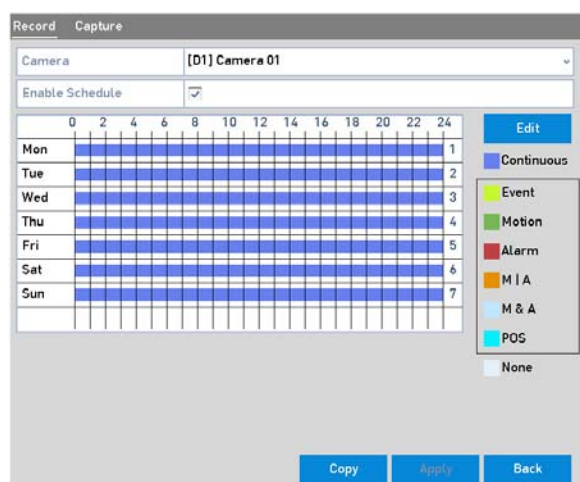 Record Capture
Camera [D1] Camera 01
Enable Schedule
0 2 4 6 8 10 12 14 16 18 20 22 24
Edit
Mon 1
Continuous
Tue 2
Wed 3
Event
Thu 4
Motion
Fri 5
Alarm
Sat 6
M | A
Sun 7
M & A
POS
None
Copy Apply Back